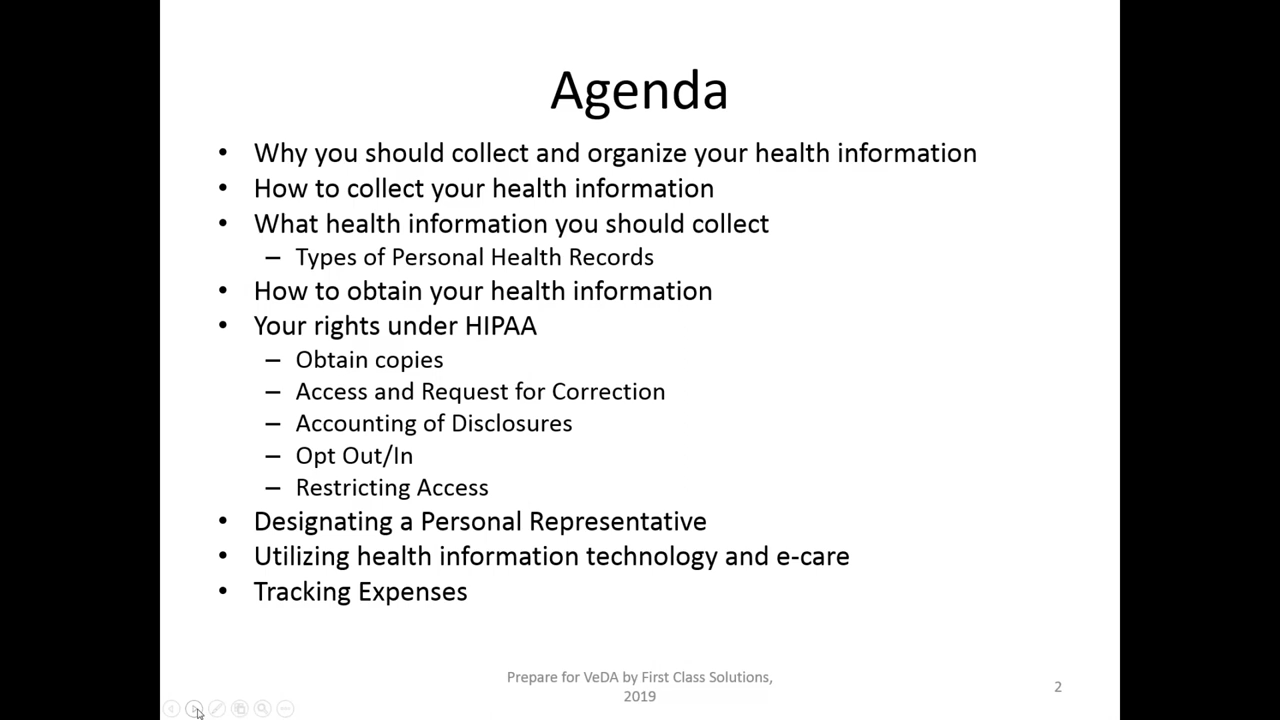 Agenda
• Why you should collect and organize your health information
• How to collect your health information
• What health information you should collect
– Types of Personal Health Records
• How to obtain your health information
• Your rights under HIPAA
– Obtain copies
– Access and Request for Correction
– Accounting of Disclosures
– Opt Out/In
– Restricting Access
• Designating a Personal Representative
• Utilizing health information technology and e-care
• Tracking Expenses
Prepare for VeDA by First Class Solutions,
2019
2